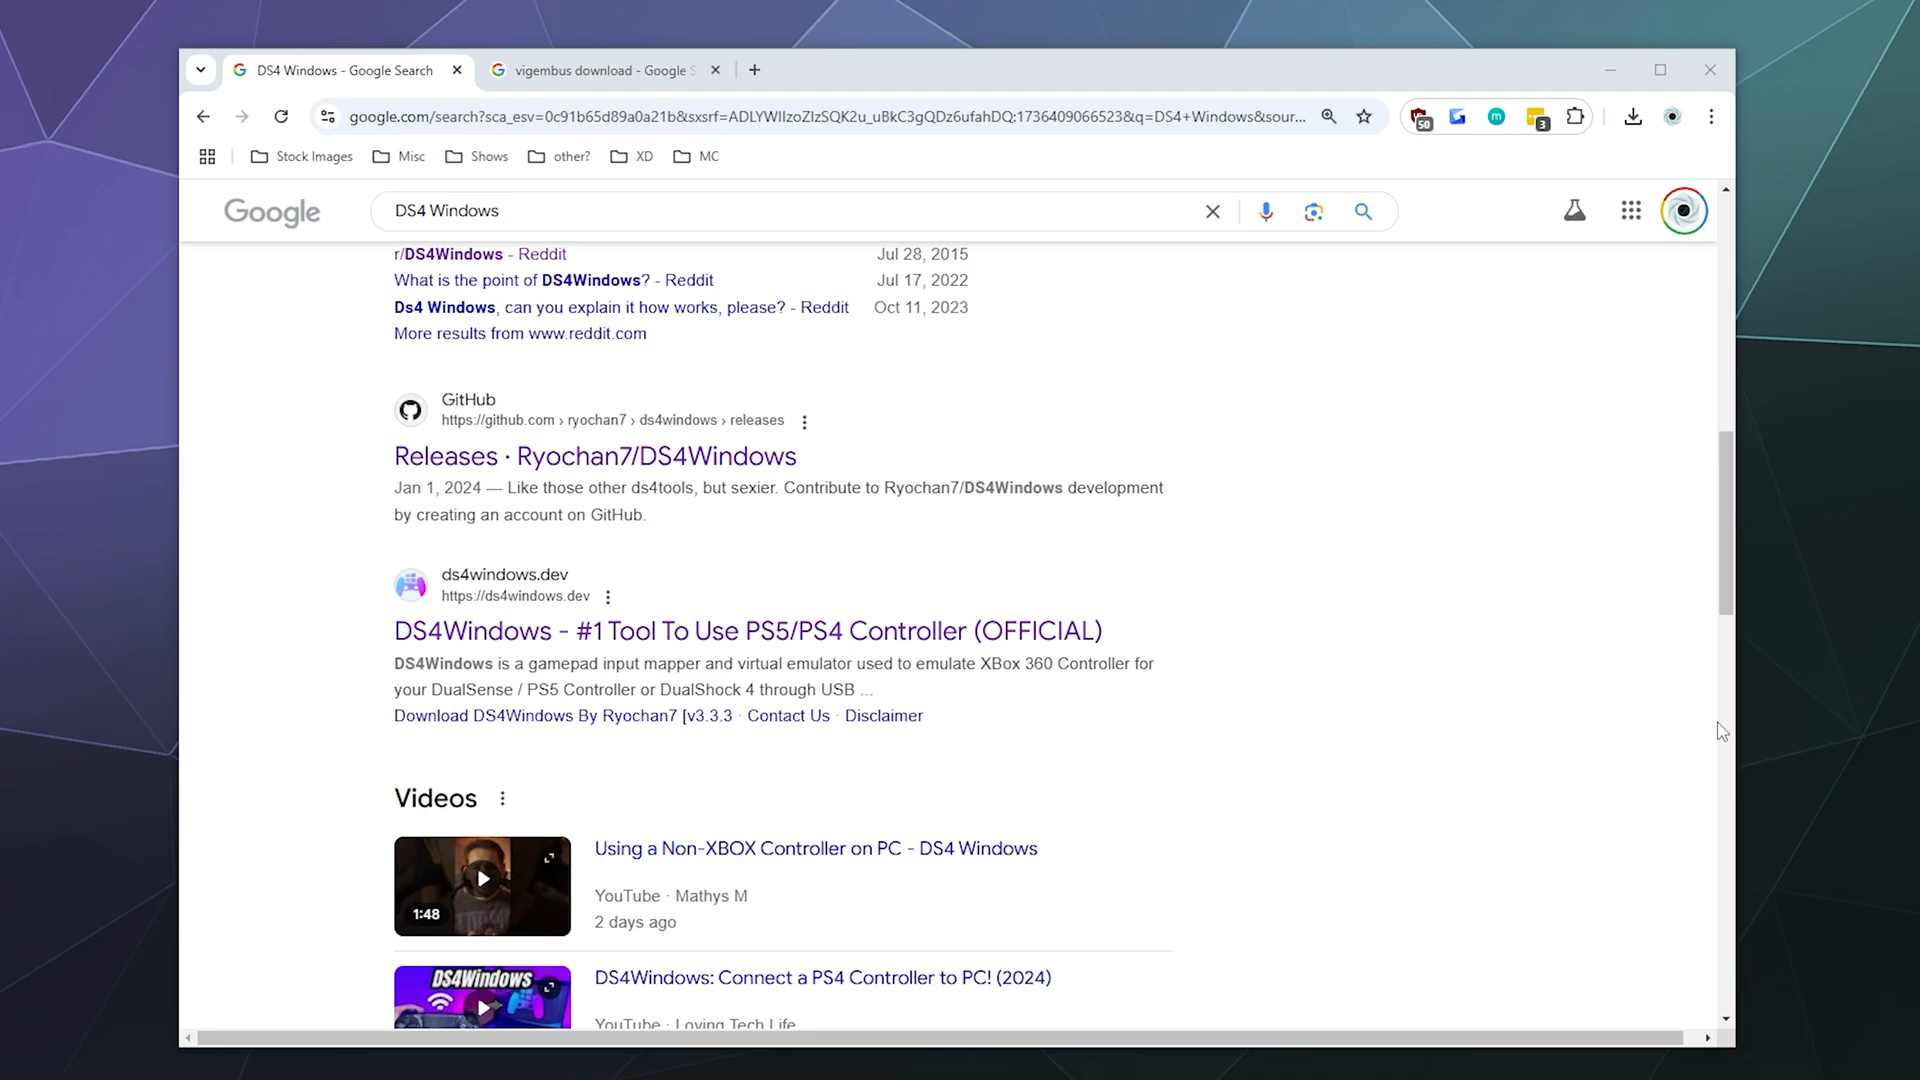 DS4 Windows - Google Search
vigembus download - Google S
google.com/search?sca_esv=0c91b65d89a0a21b&sxsrf=ADLYWIIzoZIzSQK2u_uBkC3gQDz6ufahDQ:1736409066523&q=DS4+Windows&sour...
50
3
Stock Images
Misc
Shows
other?
XD
MC
Google
DS4 Windows
r/DS4Windows - Reddit Jul 28, 2015
What is the point of DS4Windows? - Reddit Jul 17, 2022
Ds4 Windows, can you explain it how works, please? - Reddit Oct 11, 2023
More results from www.reddit.com
GitHub
https://github.com › ryochan7 › ds4windows › releases
Releases · Ryochan7/DS4Windows
Jan 1, 2024 — Like those other ds4tools, but sexier. Contribute to Ryochan7/DS4Windows development
by creating an account on GitHub.
ds4windows.dev
https://ds4windows.dev
DS4Windows - #1 Tool To Use PS5/PS4 Controller (OFFICIAL)
DS4Windows is a gamepad input mapper and virtual emulator used to emulate XBox 360 Controller for
your DualSense / PS5 Controller or DualShock 4 through USB ...
Download DS4Windows By Ryochan7 [v3.3.3 · Contact Us · Disclaimer
Videos
Using a Non-XBOX Controller on PC - DS4 Windows
YouTube · Mathys M
1:48
2 days ago
DS4Windows
DS4Windows: Connect a PS4 Controller to PC! (2024)
YouTube · Loving Tech Life